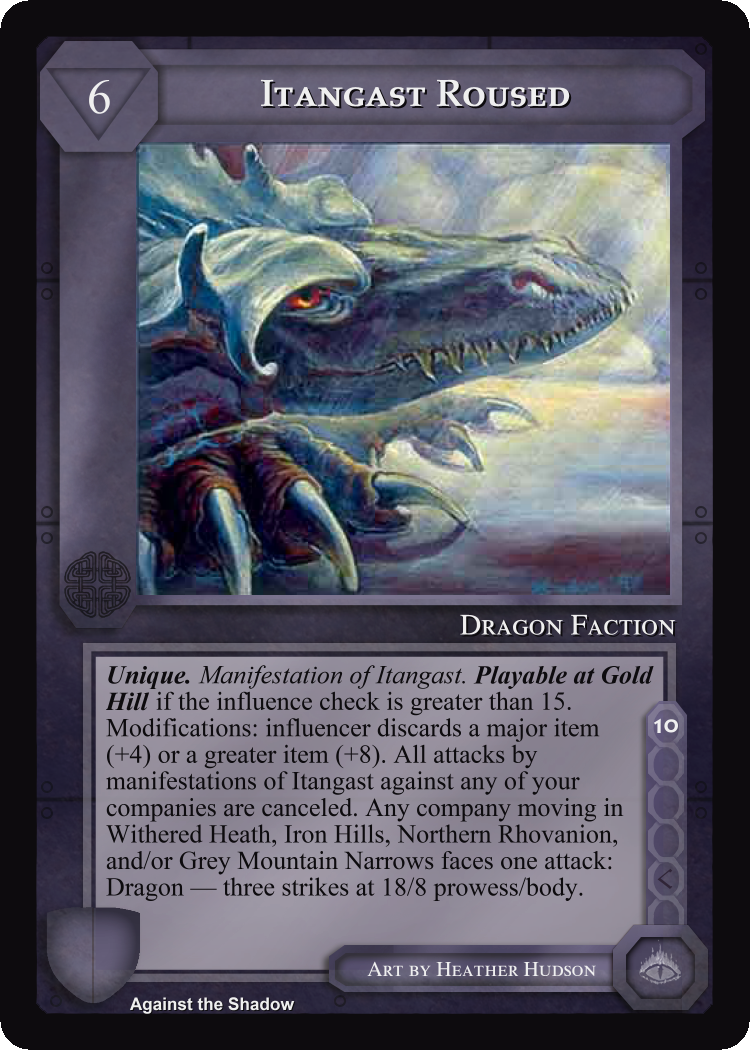 6
Itangast Roused
Dragon Faction
Unique. Manifestation of Itangast. Playable at Gold
Hill if the influence check is greater than 15.
Modifications: influencer discards a major item
(+4) or a greater item (+8). All attacks by
manifestations of Itangast against any of your
companies are canceled. Any company moving in
Withered Heath, Iron Hills, Northern Rhovanion,
and/or Grey Mountain Narrows faces one attack:
Dragon — three strikes at 18/8 prowess/body.
10
Art by Heather Hudson
Against the Shadow